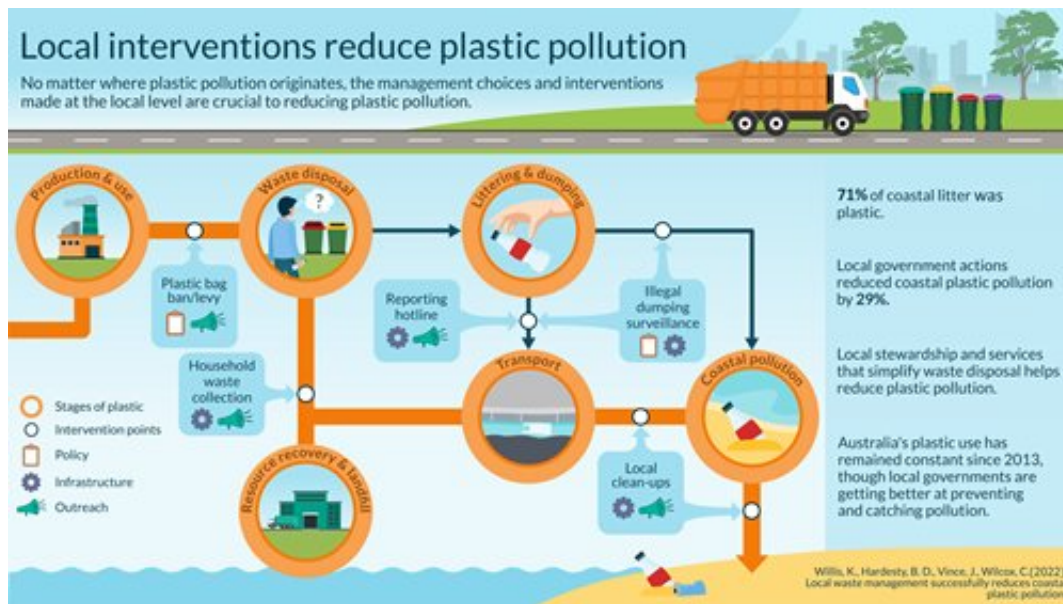 Local interventions reduce plastic pollution
No matter where plastic pollution originates, the management choices and interventions
made at the local level are crucial to reducing plastic pollution.
Production & use
Waste disposal
?
Littering & dumping
71% of coastal litter was
plastic.
Plastic bag
ban/levy
Reporting
hotline
Illegal
dumping
surveillance
Local government actions
reduced coastal plastic pollution
by 29%.
Household
waste
collection
Transport
Coastal pollution
Local stewardship and services
that simplify waste disposal helps
reduce plastic pollution.
Stages of plastic
Intervention points
Policy
Infrastructure
Outreach
Resource recovery & landfill
Local
clean-ups
Australia's plastic use has
remained constant since 2013,
though local governments are
getting better at preventing
and catching pollution.
Willis, K., Hardesty, B. D., Vince, J., Wilcox, C.(2022)
Local waste management successfully reduces coasta
plastic pollution